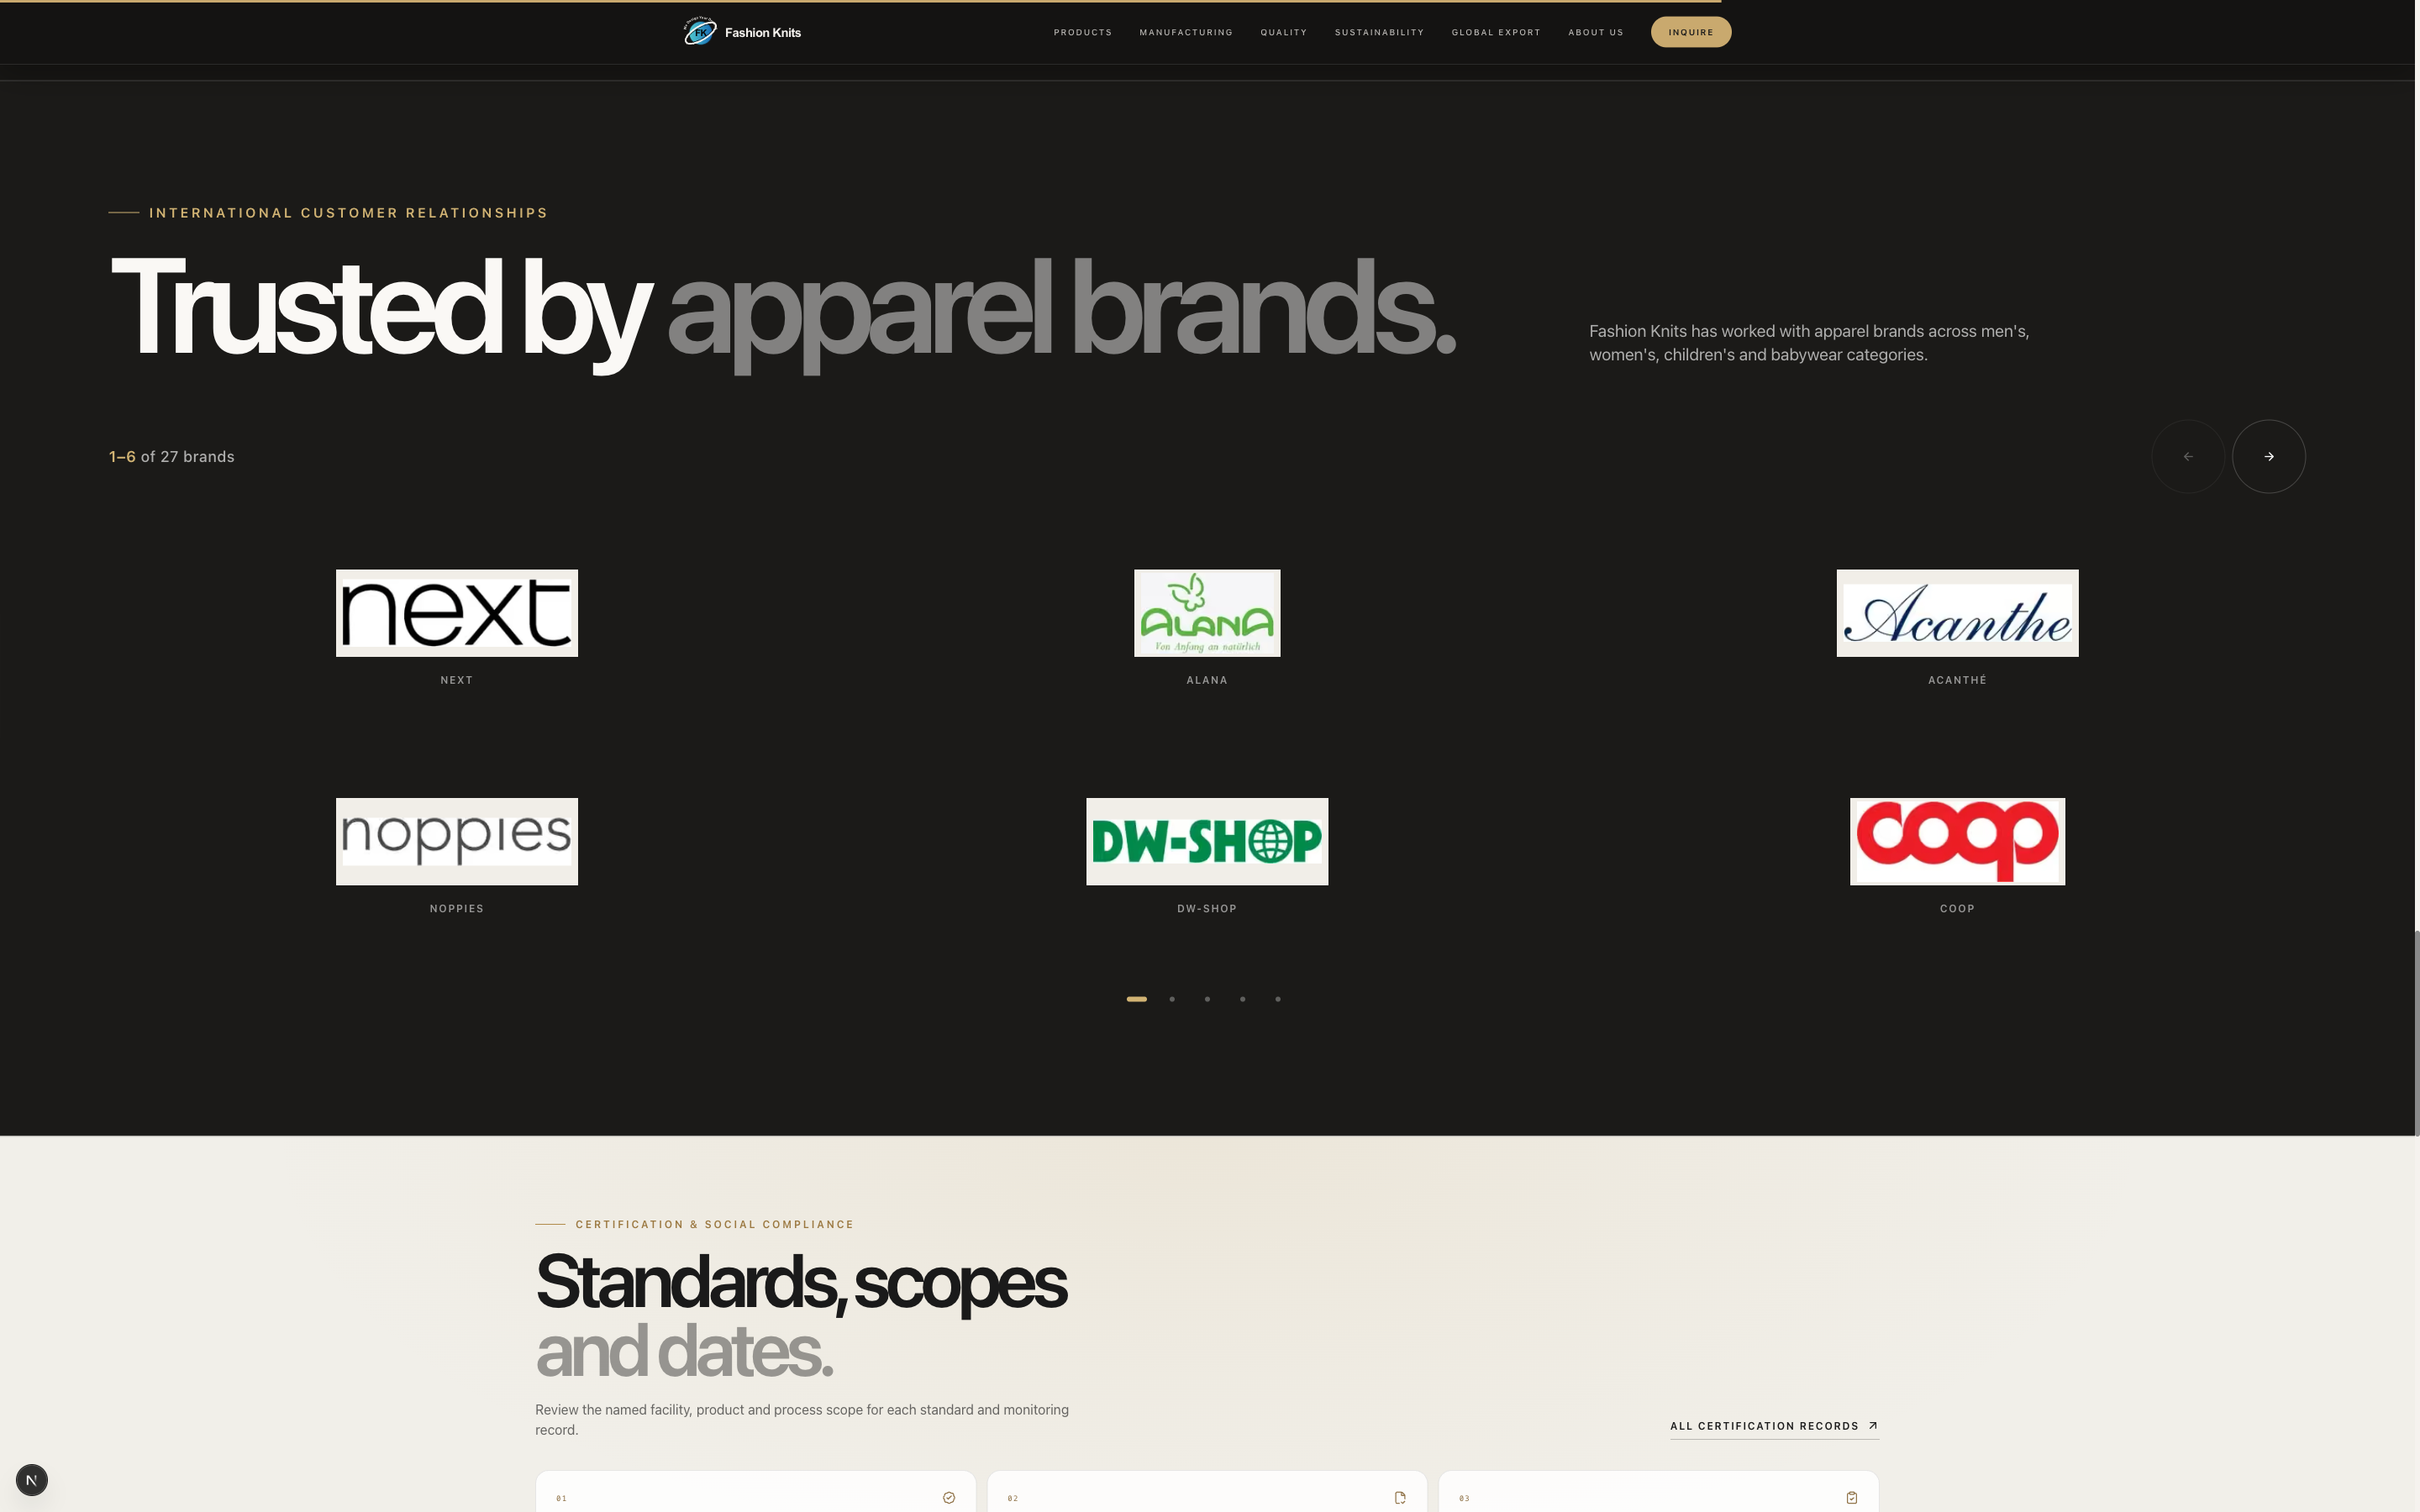 FK
Fashion Knits
PRODUCTS
MANUFACTURING
QUALITY
SUSTAINABILITY
GLOBAL EXPORT
ABOUT US
INQUIRE
INTERNATIONAL CUSTOMER RELATIONSHIPS
Trusted by apparel brands.
Fashion Knits has worked with apparel brands across men's,
women's, children's and babywear categories.
1–6 of 27 brands
next
ALANA
Von Anfang an natürlich
Acanthe
NEXT
ALANA
ACANTHÉ
noppies
DW-SHOP
coop
NOPPIES
DW-SHOP
COOP
CERTIFICATION & SOCIAL COMPLIANCE
Standards, scopes
and dates.
Review the named facility, product and process scope for each standard and monitoring
record.
ALL CERTIFICATION RECORDS
01
02
03
N